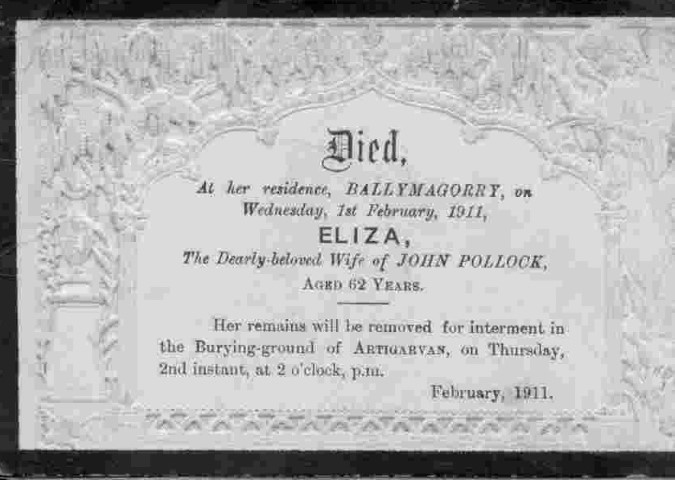 Died,
At her residence, BALLYMAGORRY, on
Wednesday, 1st February, 1911,
ELIZA,
The Dearly-beloved Wife of JOHN POLLOCK,
AGED 62 YEARS.
Her remains will be removed for interment in
the Burying-ground of ARTIGARVAN, on Thursday,
2nd instant, at 2 o'clock, p.m.
February, 1911.